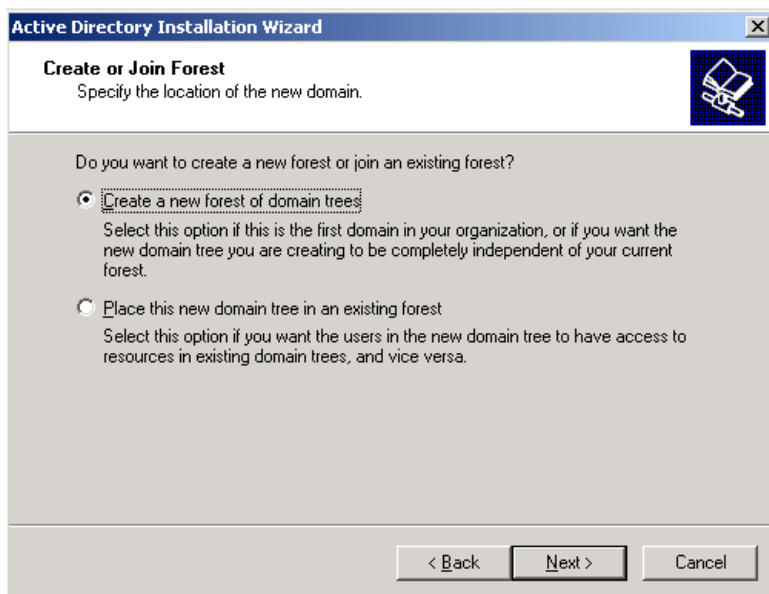 Active Directory Installation Wizard
Create or Join Forest
Specify the location of the new domain.
Do you want to create a new forest or join an existing forest?
Create a new forest of domain trees
Select this option if this is the first domain in your organization, or if you want the
new domain tree you are creating to be completely independent of your current
forest.
Place this new domain tree in an existing forest
Select this option if you want the users in the new domain tree to have access to
resources in existing domain trees, and vice versa.
< Back
Next >
Cancel